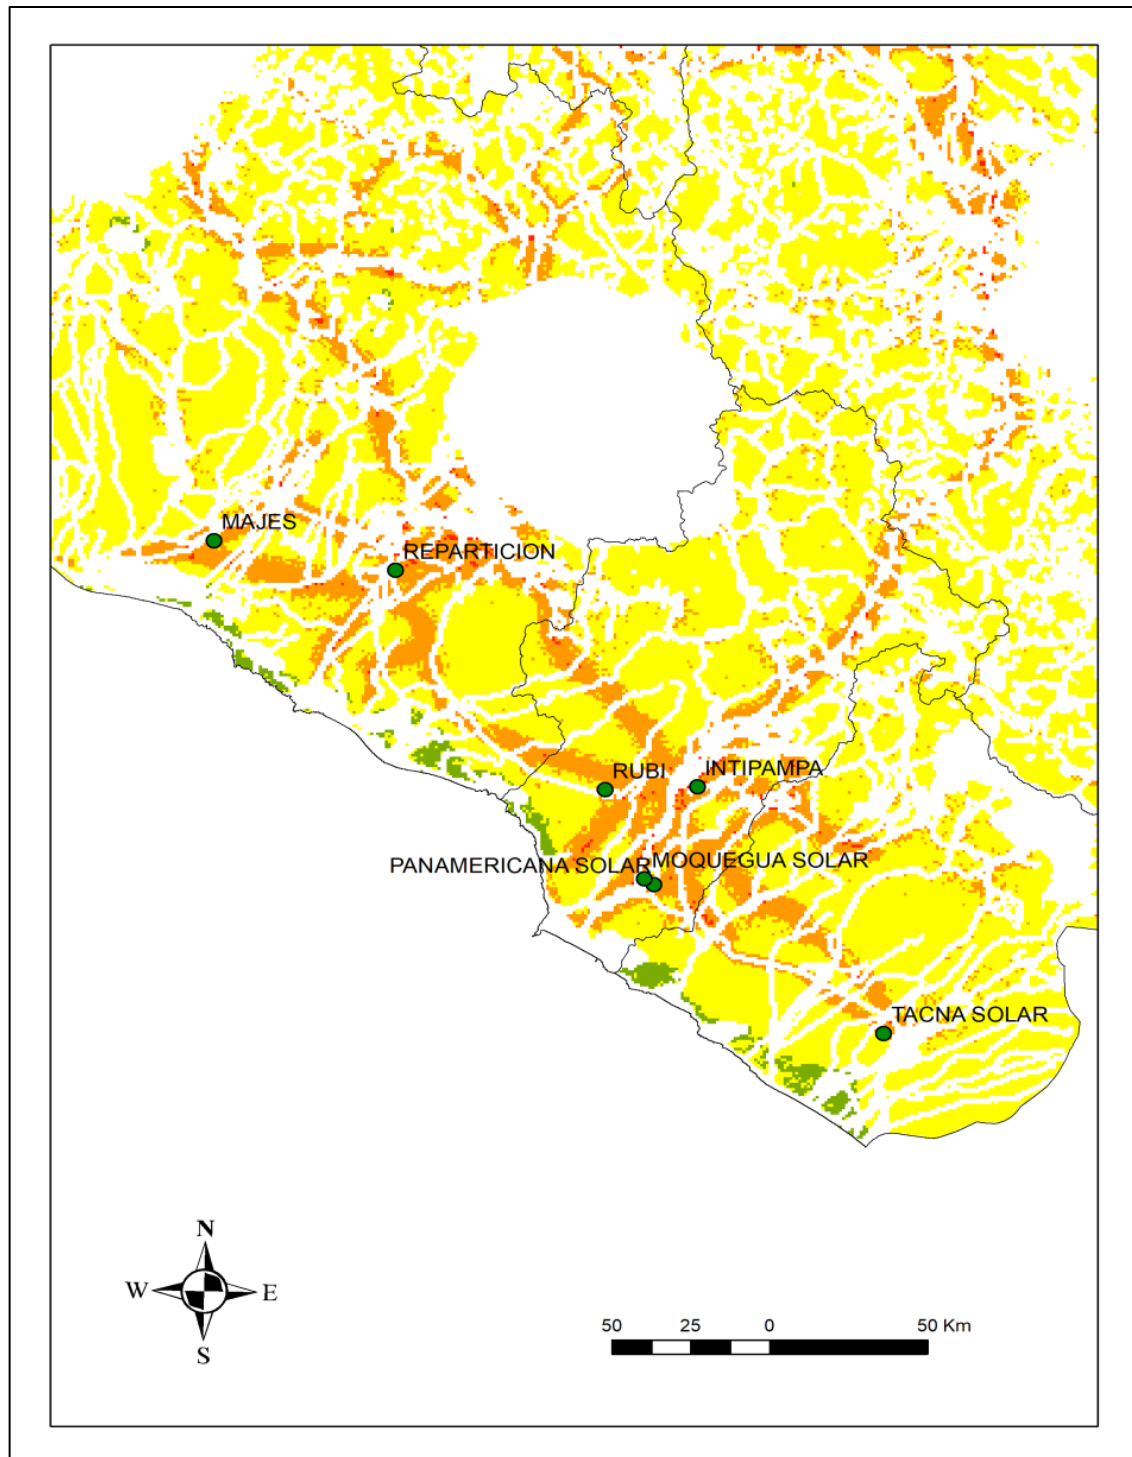 MAJES
REPARTICION
RUBI
INTIPAMPA
PANAMERICANA SOLAR
MOQUEGUA SOLAR
TACNA SOLAR
N
W
E
S
50 25 0 50 Km